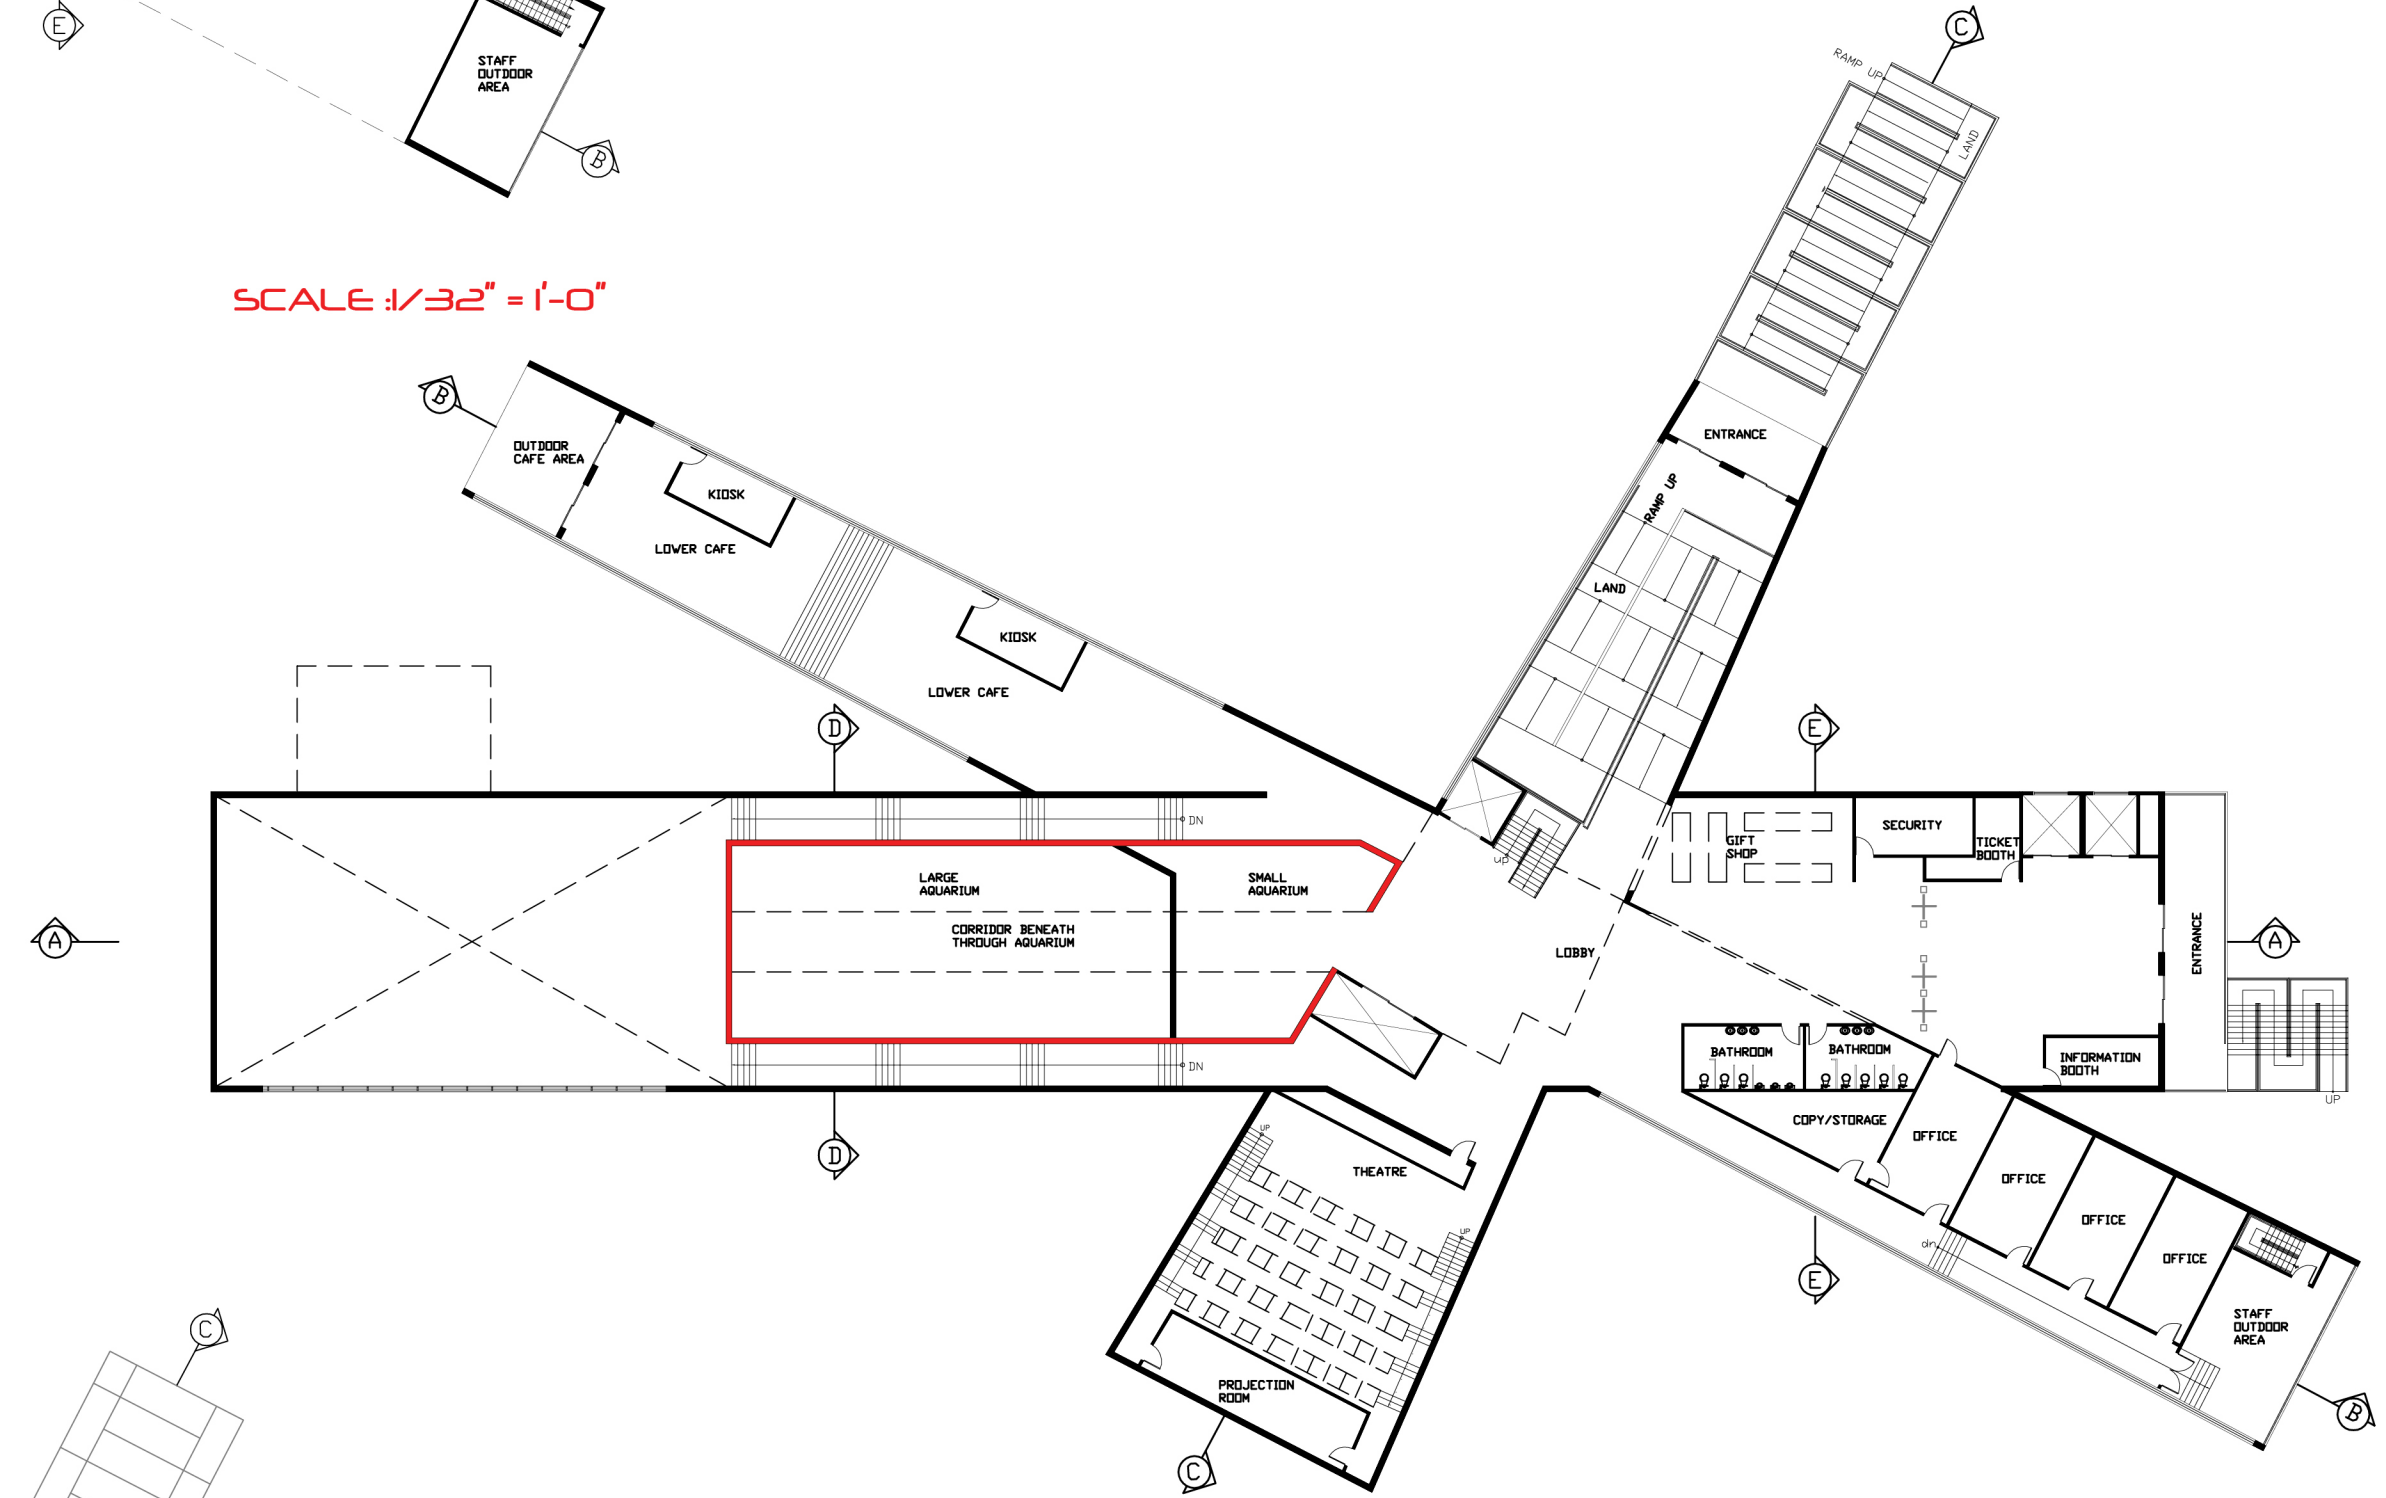 E
C
RAMP UP
STAFF
OUTDOOR
AREA
B
LAND
SCALE :1/32" = 1'-0"
B
OUTDOOR
CAFE AREA
ENTRANCE
KIOSK
RAMP UP
LOWER CAFE
LAND
KIOSK
LOWER CAFE
D
E
DN
up
GIFT
SHOP
SECURITY
TICKET
BOOTH
LARGE
AQUARIUM
SMALL
AQUARIUM
CORRIDOR BENEATH
THROUGH AQUARIUM
A
LOBBY
ENTRANCE
A
DN
BATHROOM
BATHROOM
INFORMATION
BOOTH
UP
COPY/STORAGE
OFFICE
UP
D
THEATRE
OFFICE
OFFICE
UP
dn
OFFICE
E
C
STAFF
OUTDOOR
AREA
PROJECTION
ROOM
B
C